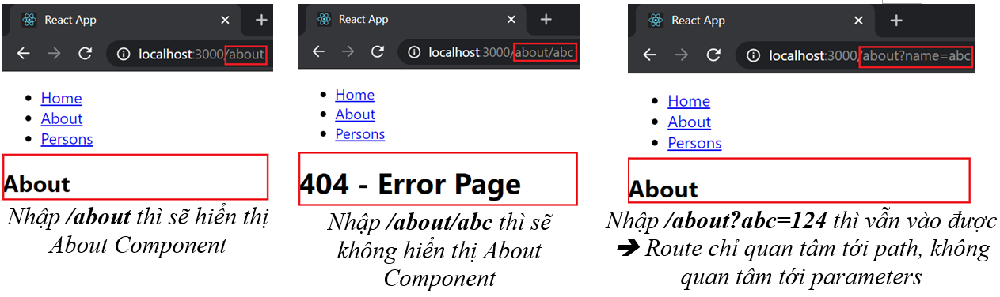 React App
localhost:3000/about
Home
About
Persons
About
Nhập /about thì sẽ hiển thị
About Component
React App
localhost:3000/about/abc
Home
About
Persons
404 - Error Page
Nhập /about/abc thì sẽ
không hiển thị About
Component
React App
localhost:3000/about?name=abc
Home
About
Persons
About
Nhập /about?abc=124 thì vẫn vào được
➔ Route chỉ quan tâm tới path, không
quan tâm tới parameters